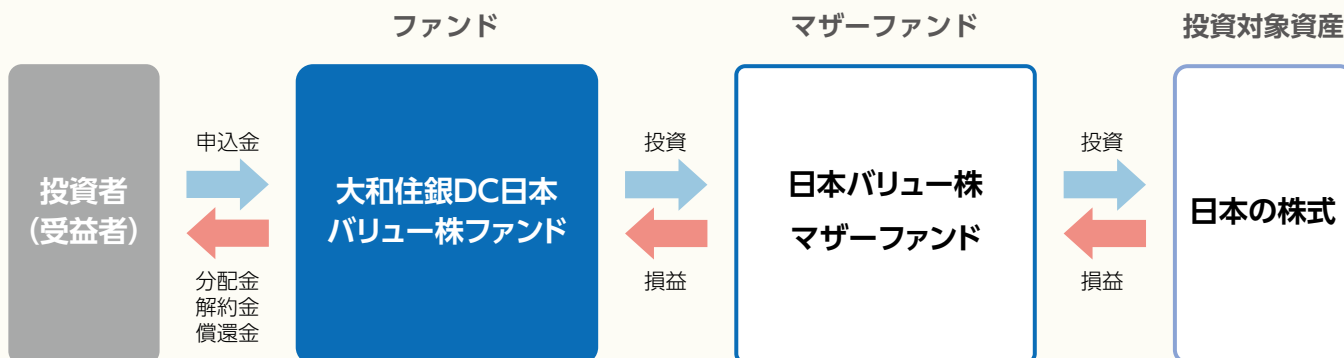 ファンド
マザーファンド
投資対象資産
投資者
(受益者)
申込金
分配金
解約金
償還金
大和住銀DC日本
バリュー株ファンド
投資
損益
日本バリュー株
マザーファンド
投資
損益
日本の株式